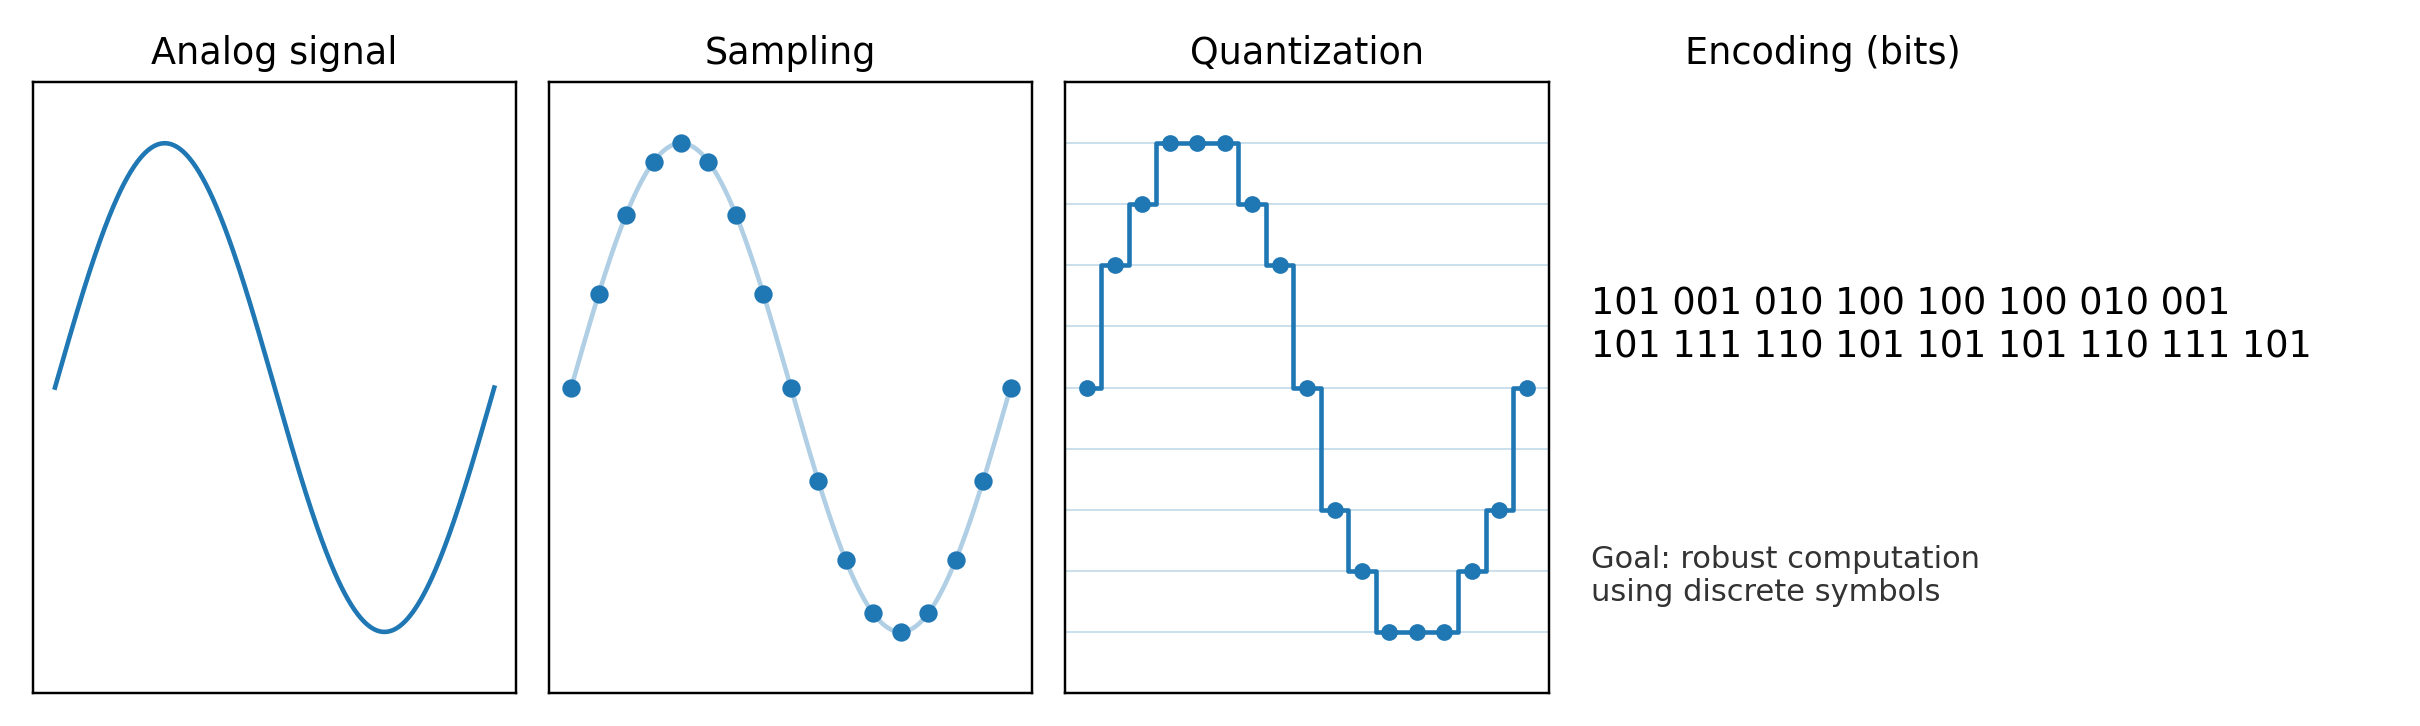 Analog signal
Sampling
Quantization
Encoding (bits)
101 001 010 100 100 100 010 001
101 111 110 101 101 101 110 111 101
Goal: robust computation
using discrete symbols